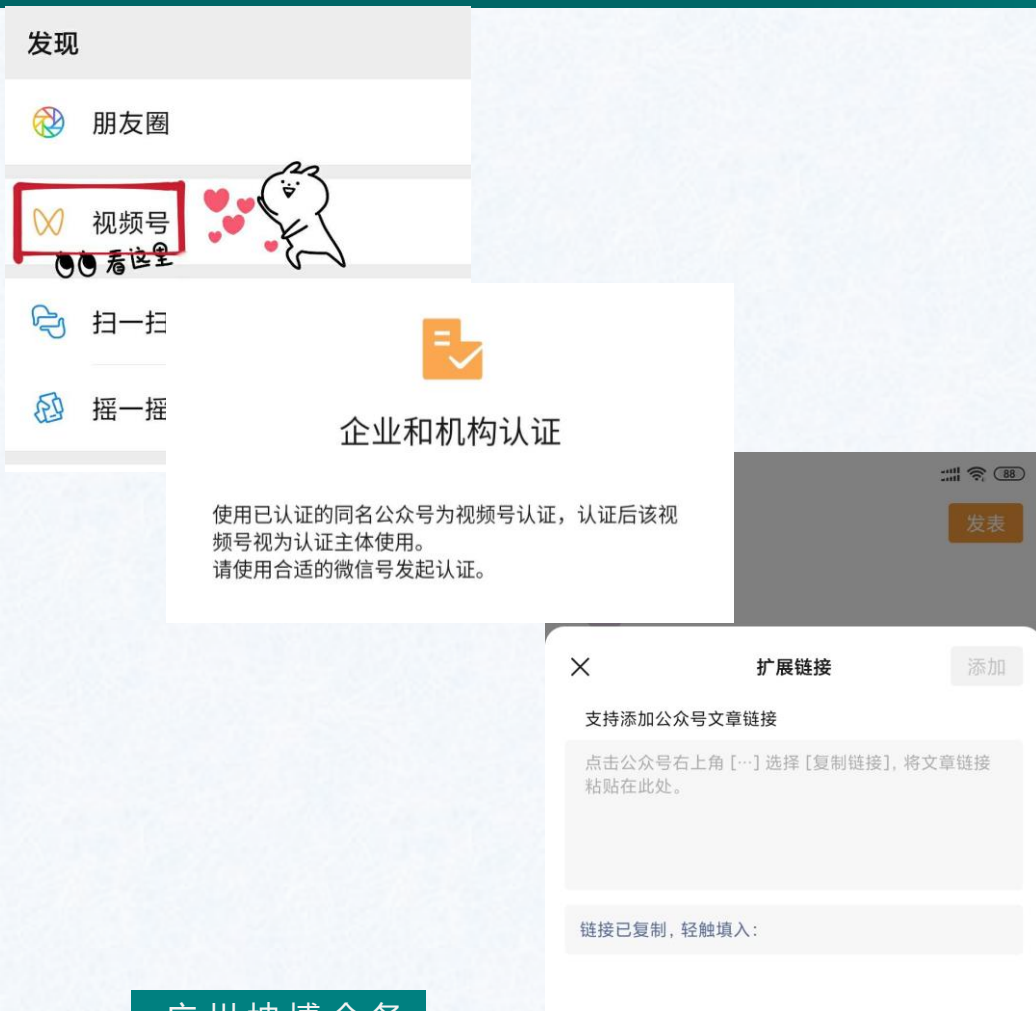 发现
朋友圈
视频号
看这里
扫一扫
摇一摇
企业和机构认证
使用已认证的同名公众号为视频号认证，认证后该视
频号视为认证主体使用。
请使用合适的微信号发起认证。
88
发表
扩展链接
添加
支持添加公众号文章链接
点击公众号右上角 [···] 选择 [复制链接]，将文章链接
粘贴在此处。
链接已复制，轻触填入：